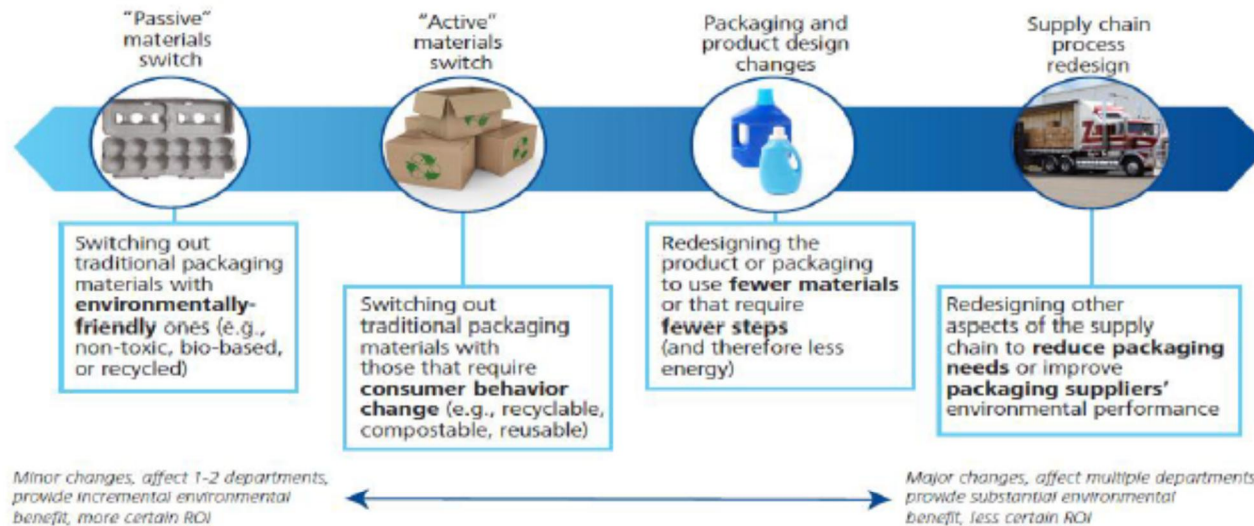 “Passive”
materials
switch
“Active”
materials
switch
Packaging and
product design
changes
Supply chain
process
redesign
Switching out
traditional packaging
materials with
environmentally-
friendly ones (e.g.,
non-toxic, bio-based,
or recycled)
Switching out
traditional packaging
materials with
those that require
consumer behavior
change (e.g., recyclable,
compostable, reusable)
Redesigning the
product or packaging
to use fewer materials
or that require
fewer steps
(and therefore less
energy)
Redesigning other
aspects of the supply
chain to reduce packaging
needs or improve
packaging suppliers’
environmental performance
Minor changes, affect 1-2 departments,
provide incremental environmental
benefit, more certain ROI
Major changes, affect multiple departments
provide substantial environmental
benefit, less certain ROI